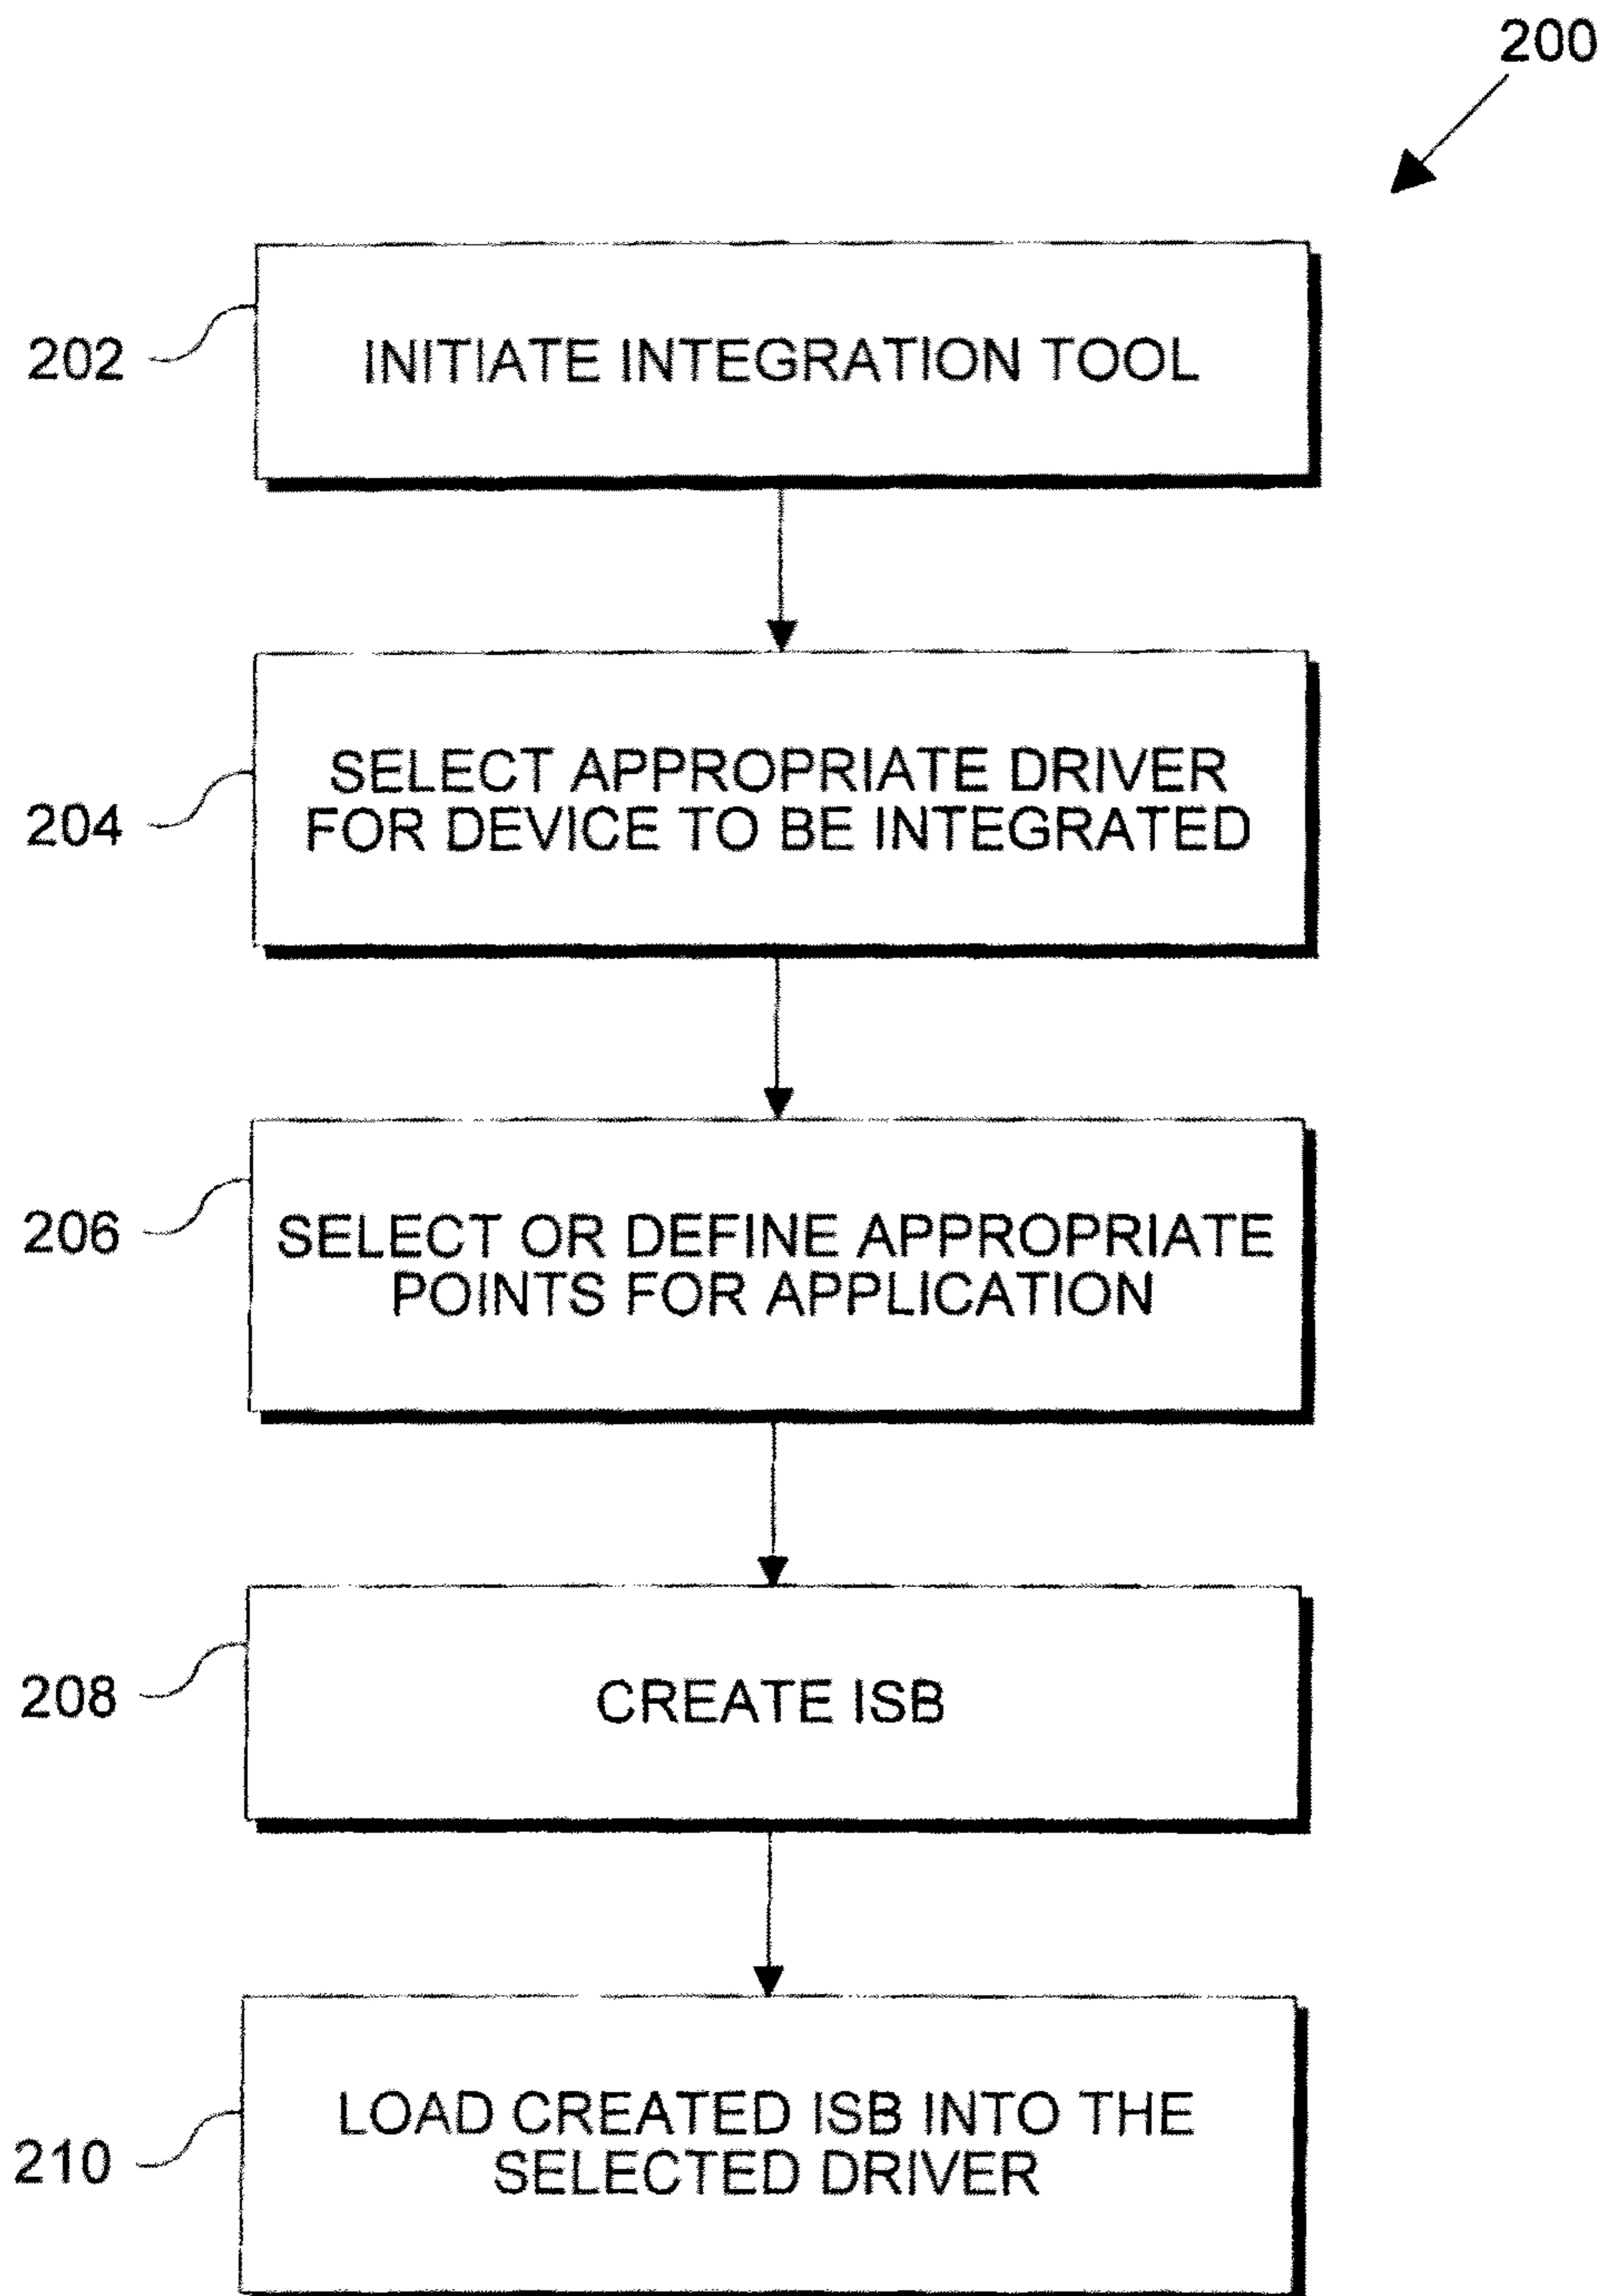 200
202
INITIATE INTEGRATION TOOL
204
SELECT APPROPRIATE DRIVER
FOR DEVICE TO BE INTEGRATED
206
SELECT OR DEFINE APPROPRIATE
POINTS FOR APPLICATION
208
CREATE ISB
210
LOAD CREATED ISB INTO THE
SELECTED DRIVER